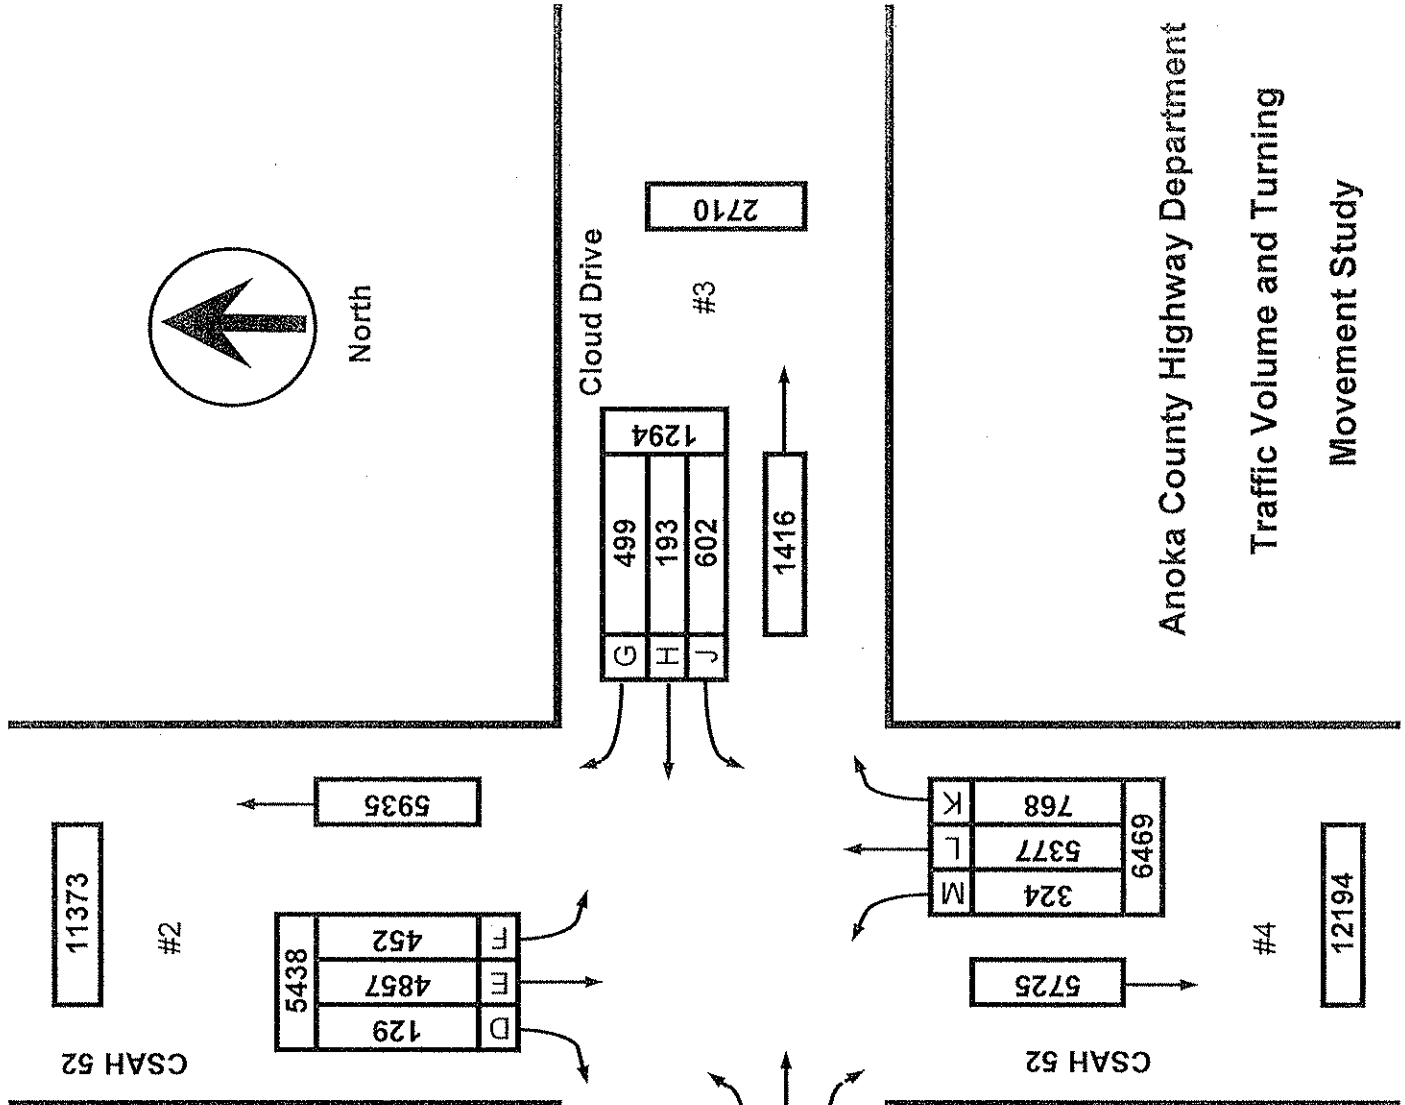 CSAH 52
11373
#2
5438
129
4857
452
D
E
F
5935
North
Cloud Drive
G
499
H
193
J
602
1294
1416
#3
2710
M
L
K
324
5377
768
6469
5725
#4
12194
CSAH 52
Anoka County Highway Department
Traffic Volume and Turning
Movement Study